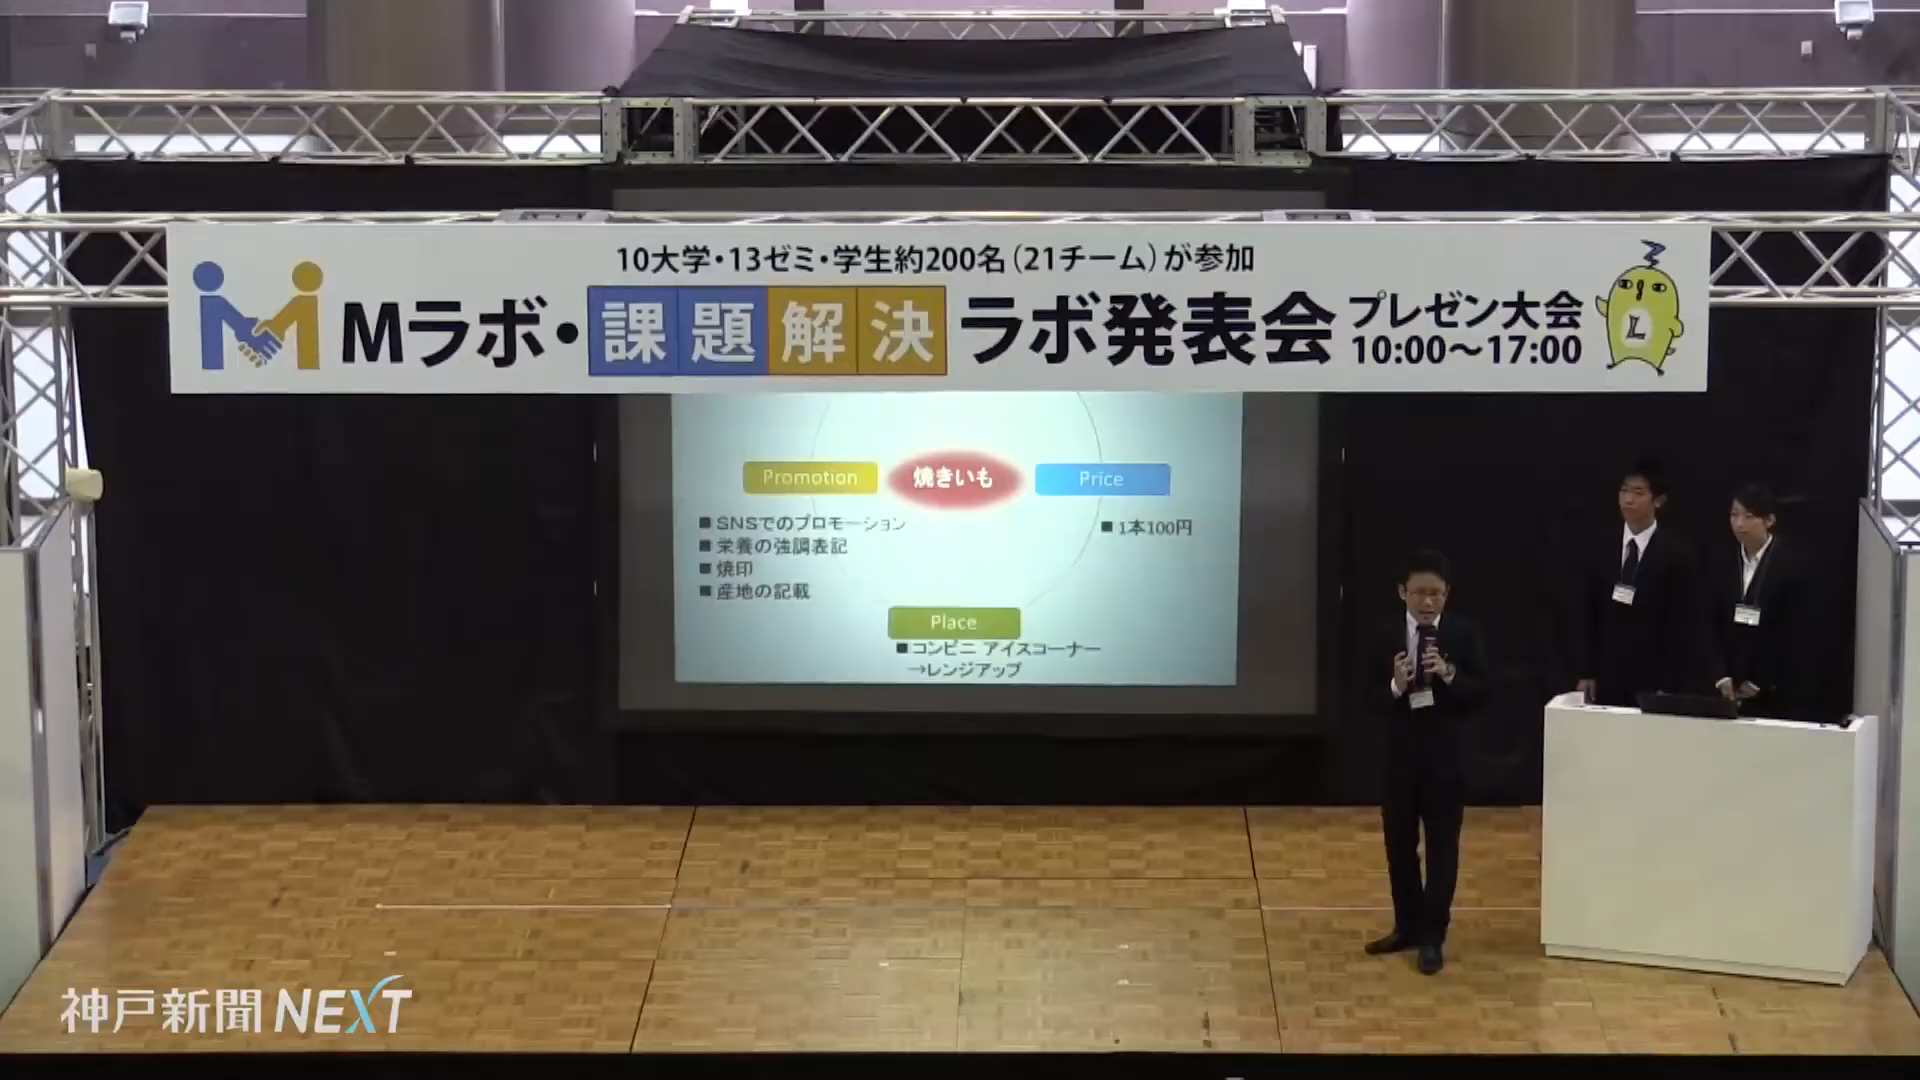 10大学・13ゼミ・学生約200名（21チーム）が参加
Mラボ・課題解決ラボ発表会
プレゼン大会
10:00～17:00
L
Promotion
焼きいも
Price
■SNSでのプロモーション
■栄養の強調表記
■焼印
■産地の記載
■1本100円
Place
■コンビニ アイスコーナー
→レンジアップ
神戸新聞NEXT